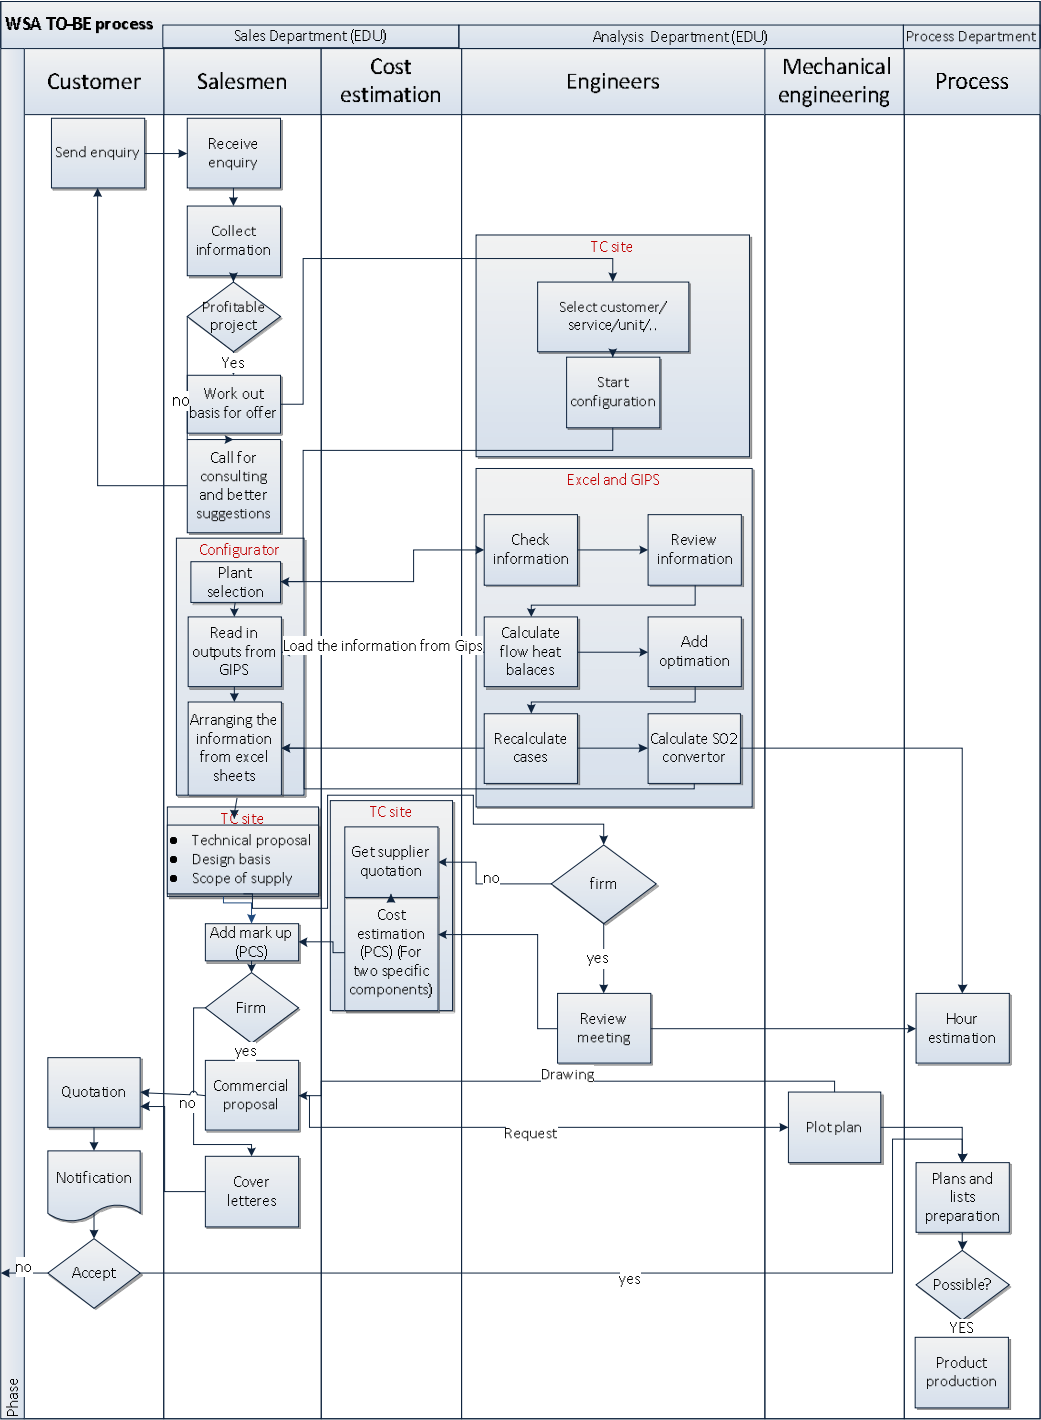 WSA TO-BE process
Sales Department (EDU)
Analysis Department (EDU)
Process Department
Customer
Salesmen
Cost
estimation
Engineers
Mechanical
engineering
Process
Send enquiry
Receive
enquiry
Collect
information
Profitable
project
Yes
no
Work out
basis for offer
Call for
consulting
and better
suggestions
TC site
Select customer/
service/unit/..
Start
configuration
Excel and GIPS
Check
information
Review
information
Calculate
flow heat
balaces
Add
optimation
Recalculate
cases
Calculate SO2
convertor
Configurator
Plant
selection
Read in
outputs from
GIPS
Load the information from Gips
Arranging the
information
from excel
sheets
TC site
Technical proposal
Design basis
Scope of supply
TC site
Get supplier
quotation
Cost
estimation
(PCS) (For
two specific
components)
no
firm
yes
Review
meeting
Hour
estimation
Add mark up
(PCS)
Firm
yes
no
Commercial
proposal
Cover
letteres
Drawing
Request
Plot plan
Quotation
Notification
Accept
no
yes
Plans and
lists
preparation
Possible?
YES
Product
production
Phase